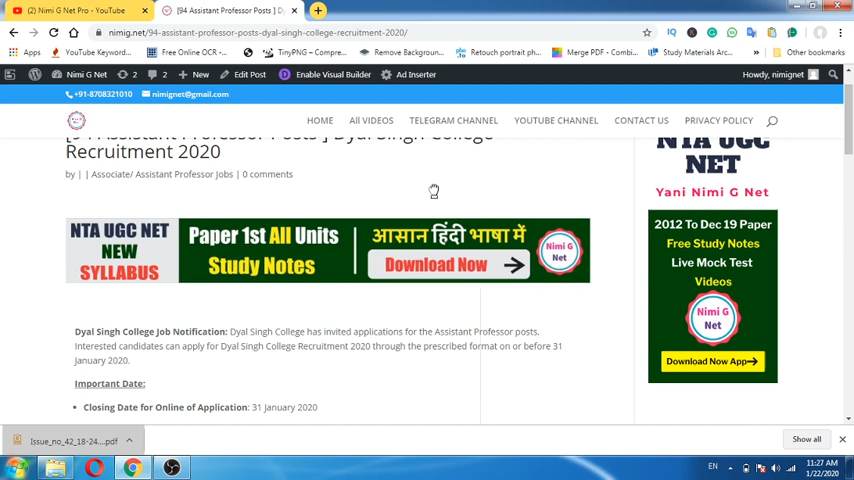 (2) Nimi G Net Pro - YouTube
[94 Assistant Professor Posts ] Dy
nimig.net/94-assistant-professor-posts-dyal-singh-college-recruitment-2020/
Apps
YouTube Keyword...
Free Online OCR -...
TinyPNG – Compre...
Remove Backgroun...
Retouch portrait ph...
Merge PDF - Combi...
Study Materials Arc...
Other bookmarks
Nimi G Net
2
2
New
Edit Post
Enable Visual Builder
Ad Inserter
Howdy, nimignet
+91-8708321010
nimignet@gmail.com
HOME
All VIDEOS
TELEGRAM CHANNEL
YOUTUBE CHANNEL
CONTACT US
PRIVACY POLICY
[94 Assistant Professor Posts ] Dyal Singh College
Recruitment 2020
by | | Associate/ Assistant Professor Jobs | 0 comments
NTA UGC NET
NEW
SYLLABUS
Paper 1st All Units
Study Notes
आसान हिंदी भाषा में
Download Now
Nimi G
Net
NTA UGC
NET
Yani Nimi G Net
2012 To Dec 19 Paper
Free Study Notes
Live Mock Test
Videos
Nimi G
Net
Download Now App
Dyal Singh College Job Notification: Dyal Singh College has invited applications for the Assistant Professor posts.
Interested candidates can apply for Dyal Singh College Recruitment 2020 through the prescribed format on or before 31
January 2020.
Important Date:
Closing Date for Online of Application: 31 January 2020
Issue_no_42_18-24....pdf
Show all
EN
11:27 AM
1/22/2020